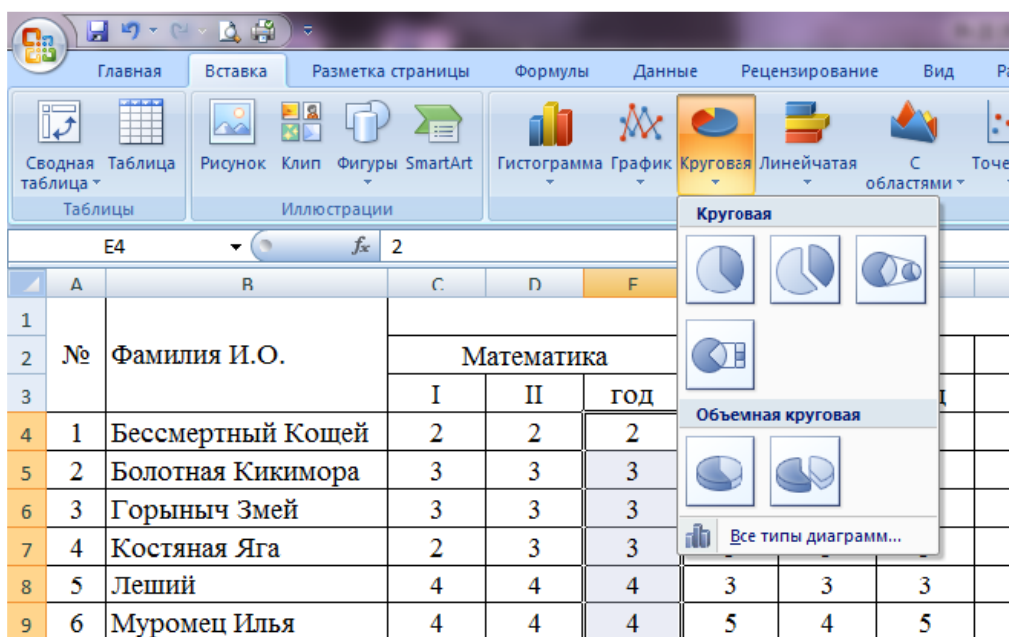 Главная Вставка Разметка страницы Формулы Данные Рецензирование Вид
Сводная таблица Таблица Рисунок Клип Фигуры SmartArt Гистограмма График Круговая Линейчатая С областями
Таблицы Иллюстрации
Круговая
Объемная круговая
Все типы диаграмм...
E4 fx 2
A B C D E
1
2 № Фамилия И.О. Математика
3 I II год
4 1 Бессмертный Кощей 2 2 2
5 2 Болотная Кикимора 3 3 3
6 3 Горыныч Змей 3 3 3
7 4 Костяная Яга 2 3 3
8 5 Леший 4 4 4 3 3 3
9 6 Муромец Илья 4 4 4 5 4 5